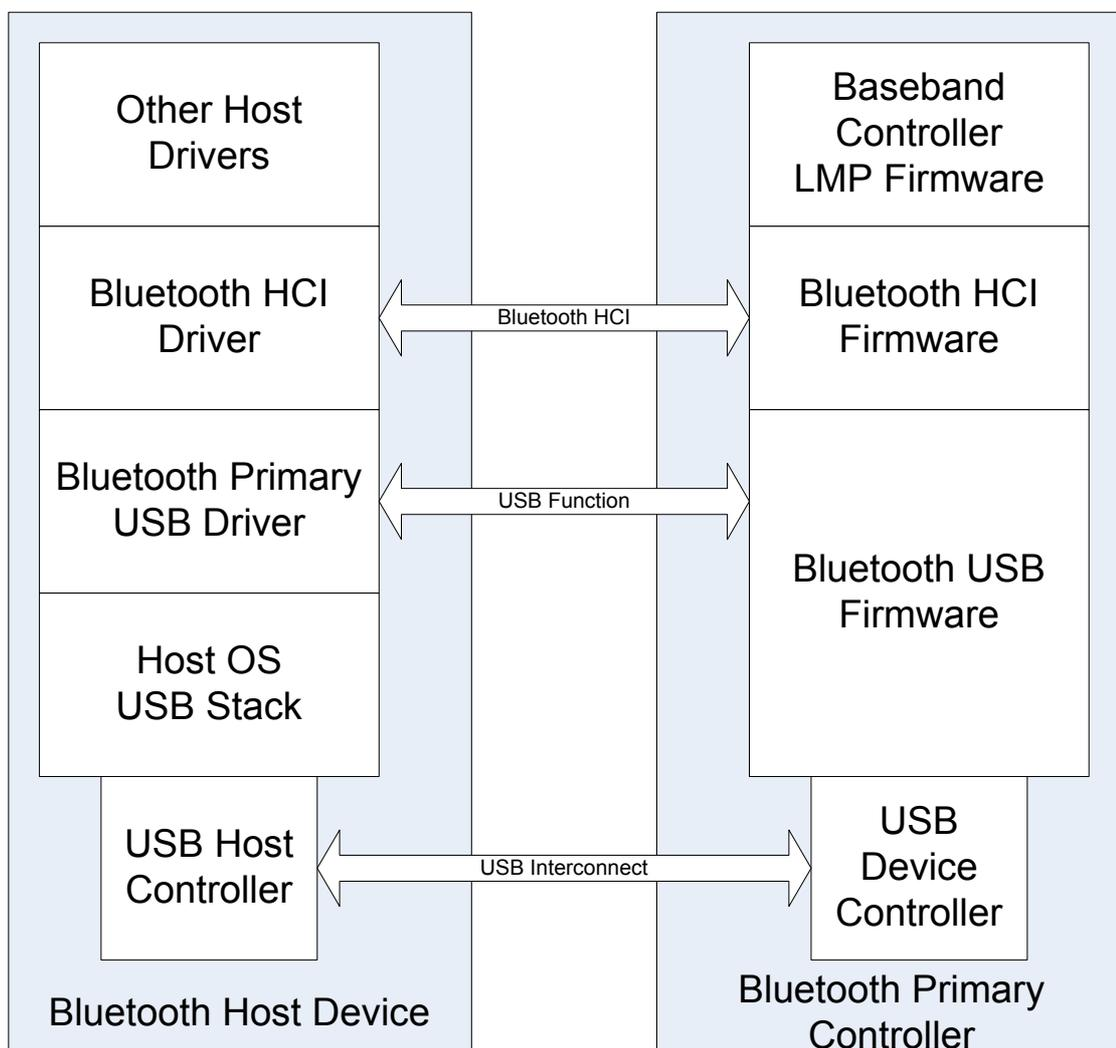 Other Host
Drivers
Bluetooth HCI
Driver
Bluetooth Primary
USB Driver
Host OS
USB Stack
USB Host
Controller
Bluetooth Host Device
Bluetooth HCI
USB Function
USB Interconnect
Baseband
Controller
LMP Firmware
Bluetooth HCI
Firmware
Bluetooth USB
Firmware
USB
Device
Controller
Bluetooth Primary
Controller